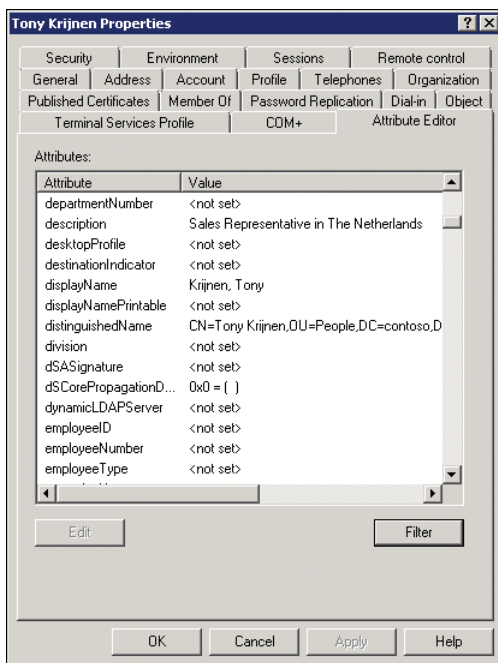 Tony Krijnen Properties
Security Environment Sessions Remote control
General Address Account Profile Telephones Organization
Published Certificates Member Of Password Replication Dial-in Object
Terminal Services Profile COM+ Attribute Editor
Attributes:
Attribute Value
departmentNumber <not set>
description Sales Representative in The Netherlands
desktopProfile <not set>
destinationIndicator <not set>
displayName Krijnen, Tony
displayNamePrintable <not set>
distinguishedName CN=Tony Krijnen,OU=People,DC=contoso,D
division <not set>
dSASignature <not set>
dSCorePropagationD... 0x0 = ( )
dynamicLDAPServer <not set>
employeeID <not set>
employeeNumber <not set>
employeeType <not set>
Edit Filter
OK Cancel Apply Help